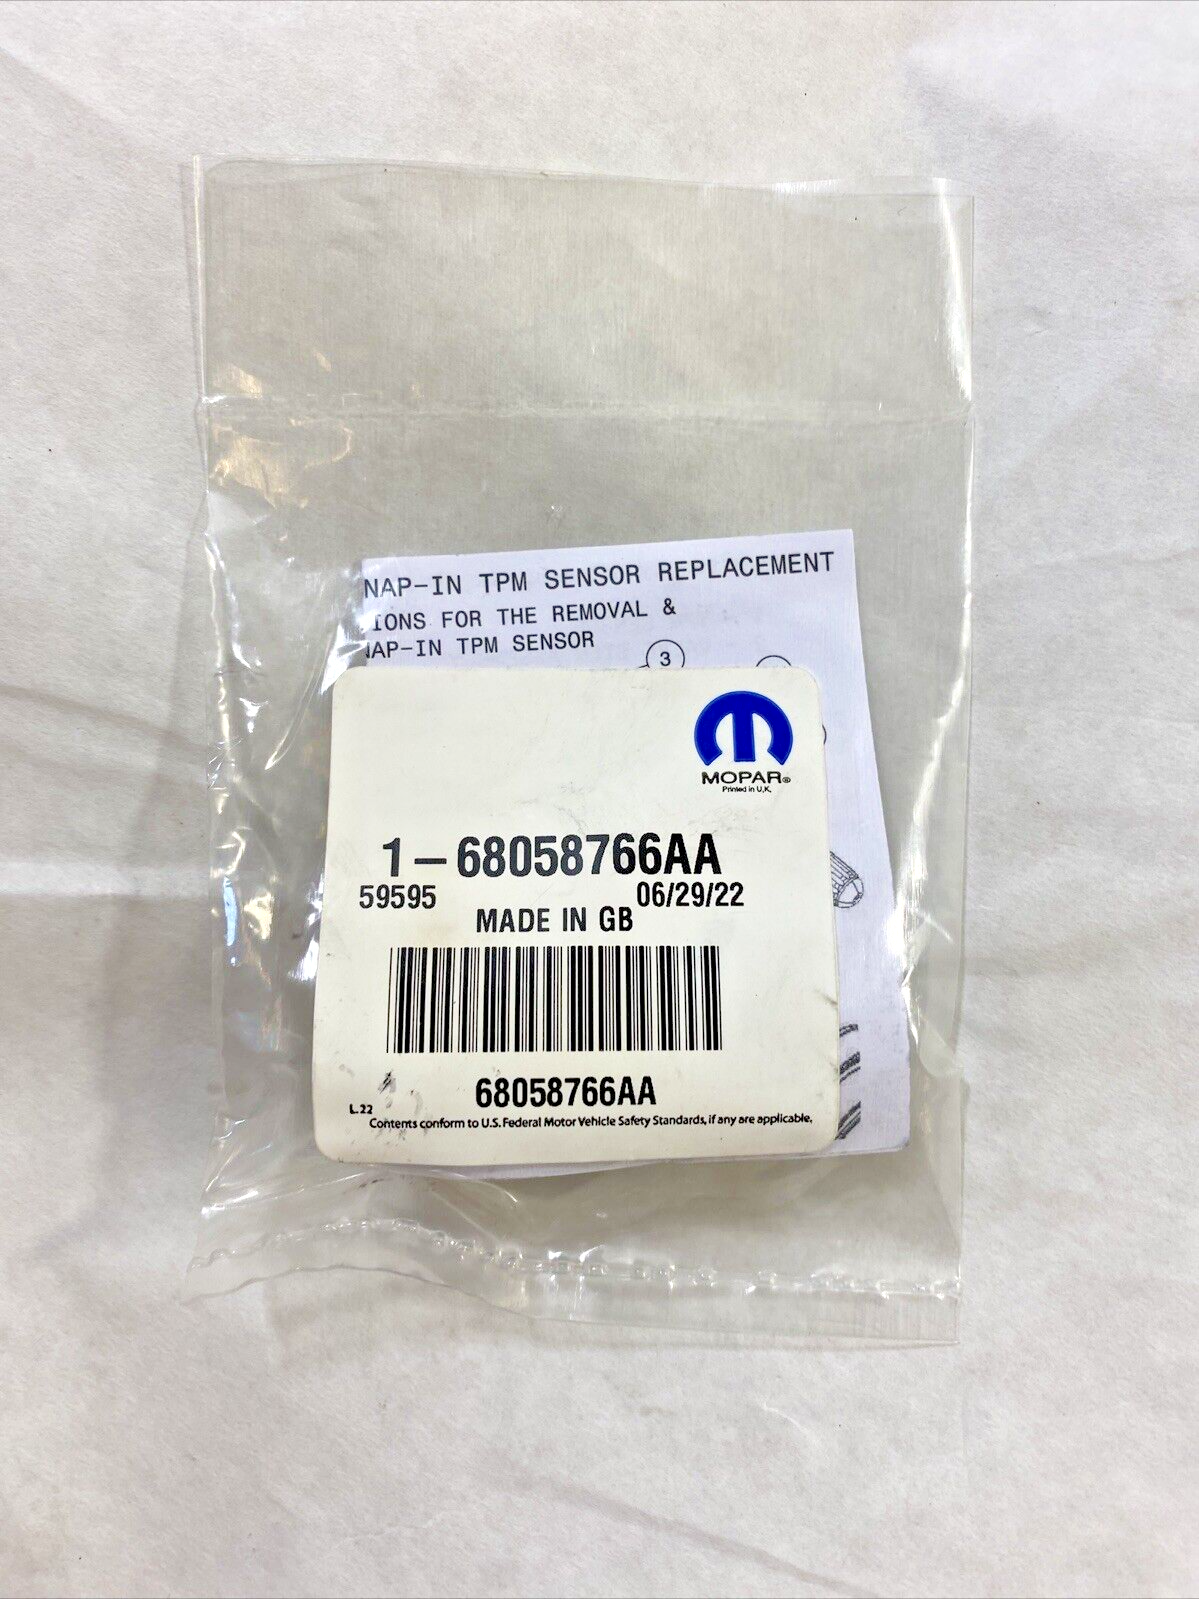 NAP-IN TPM SENSOR REPLACEMENT
IONS FOR THE REMOVAL &
NAP-IN TPM SENSOR
3
MOPAR®
Printed in U.K.
1-68058766AA
59595 06/29/22
MADE IN GB
68058766AA
L.22
Contents conform to U.S. Federal Motor Vehicle Safety Standards, if any are applicable.